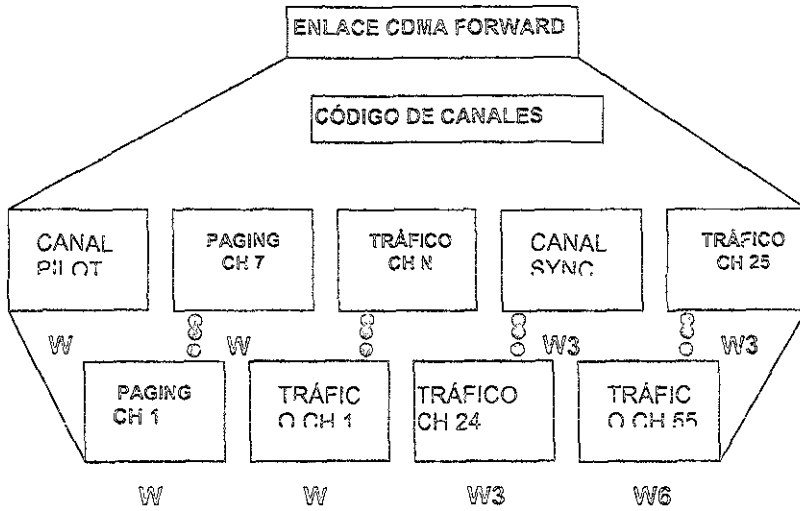 ENLACE CDMA FORWARD
CÓDIGO DE CANALES
CANAL
PILOT
PAGING
CH 7
TRÁFICO
CH N
CANAL
SYNC
TRÁFICO
CH 25
W
W
W3
W3
PAGING
CH 1
TRÁFIC
O CH 1
TRÁFICO
CH 24
TRÁFIC
O CH 55
W
W
W3
W6